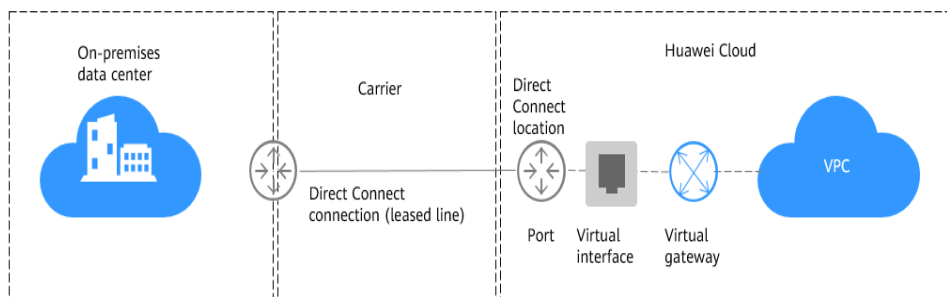 On-premises
data center
Carrier
Huawei Cloud
Direct
Connect
location
VPC
Direct Connect
connection (leased line)
Port
Virtual
interface
Virtual
gateway